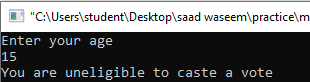 "C:\Users\student\Desktop\saad waseem\practice\m
Enter your age
15
You are uneligible to caste a vote